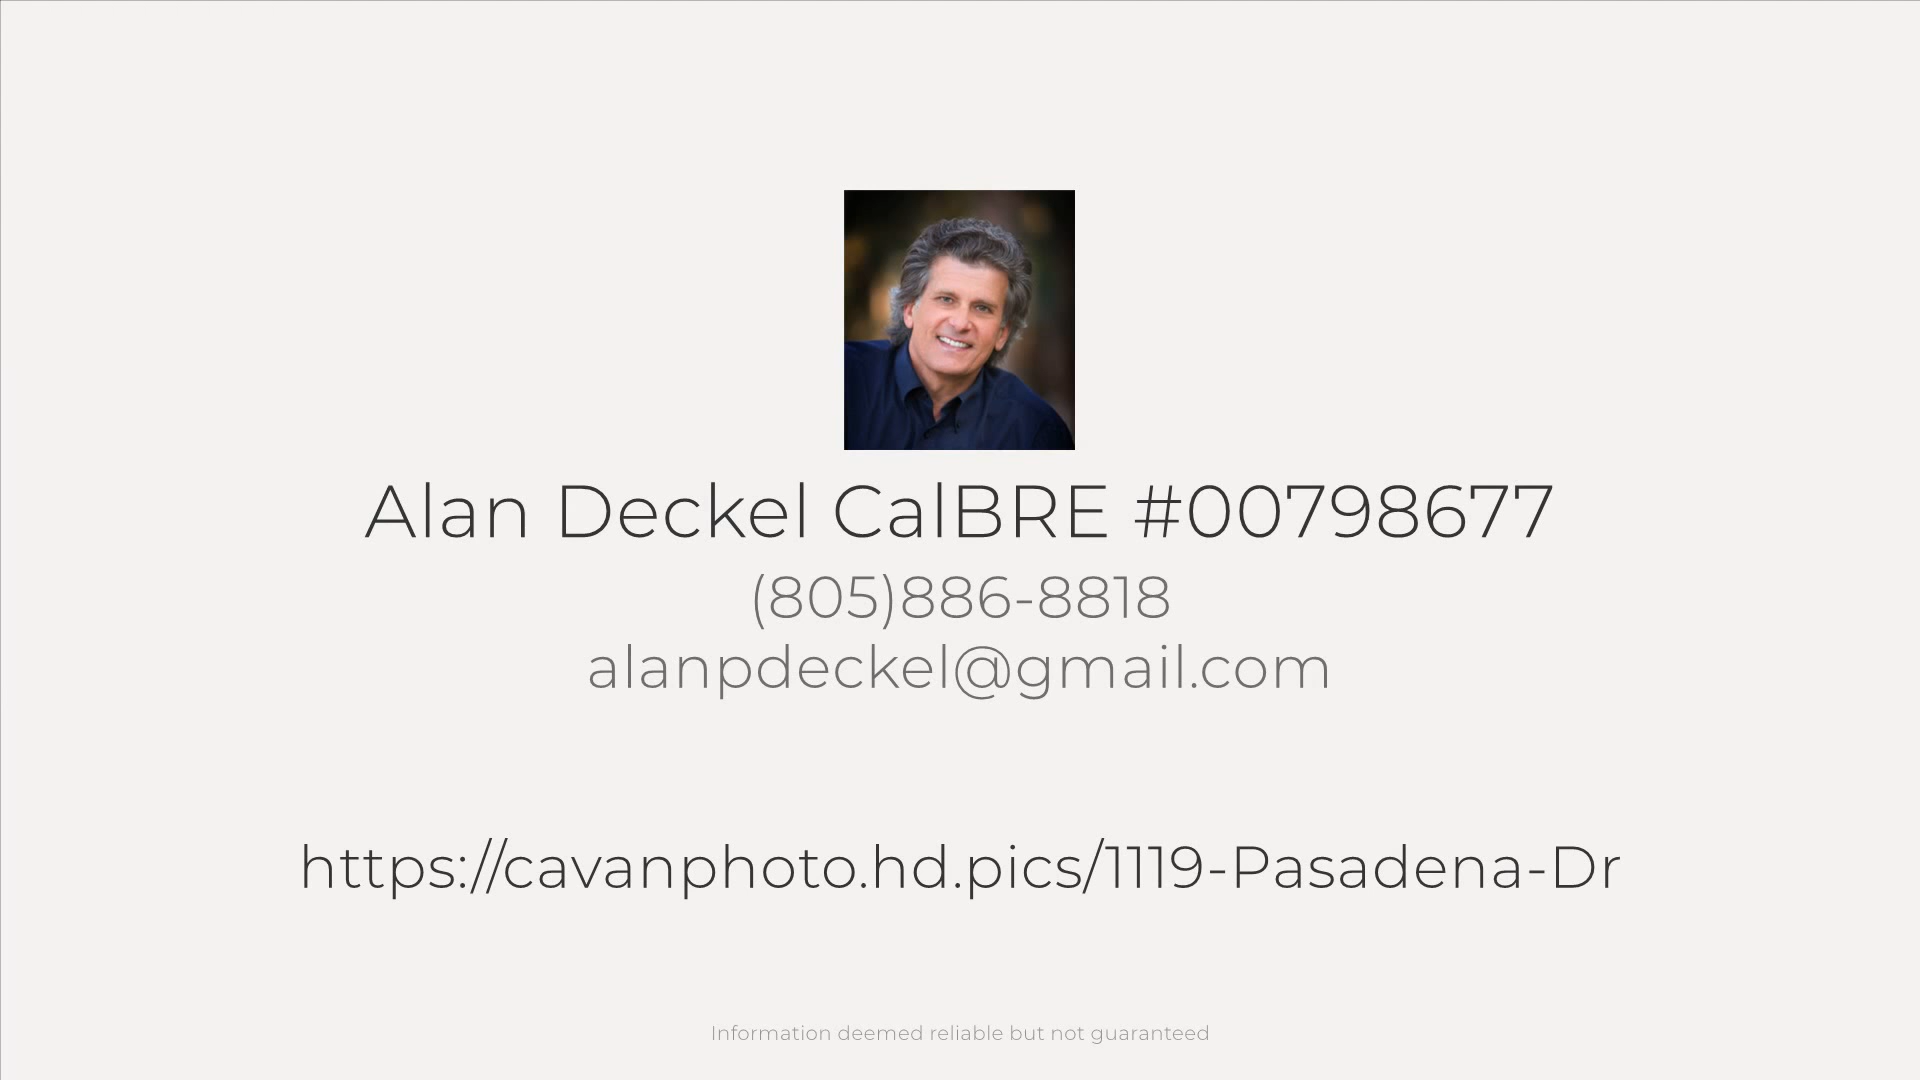 Alan Deckel CalBRE #00798677
(805)886-8818
alanpdeckel@gmail.com
https://cavanphoto.hd.pics/1119-Pasadena-Dr
Information deemed reliable but not guaranteed